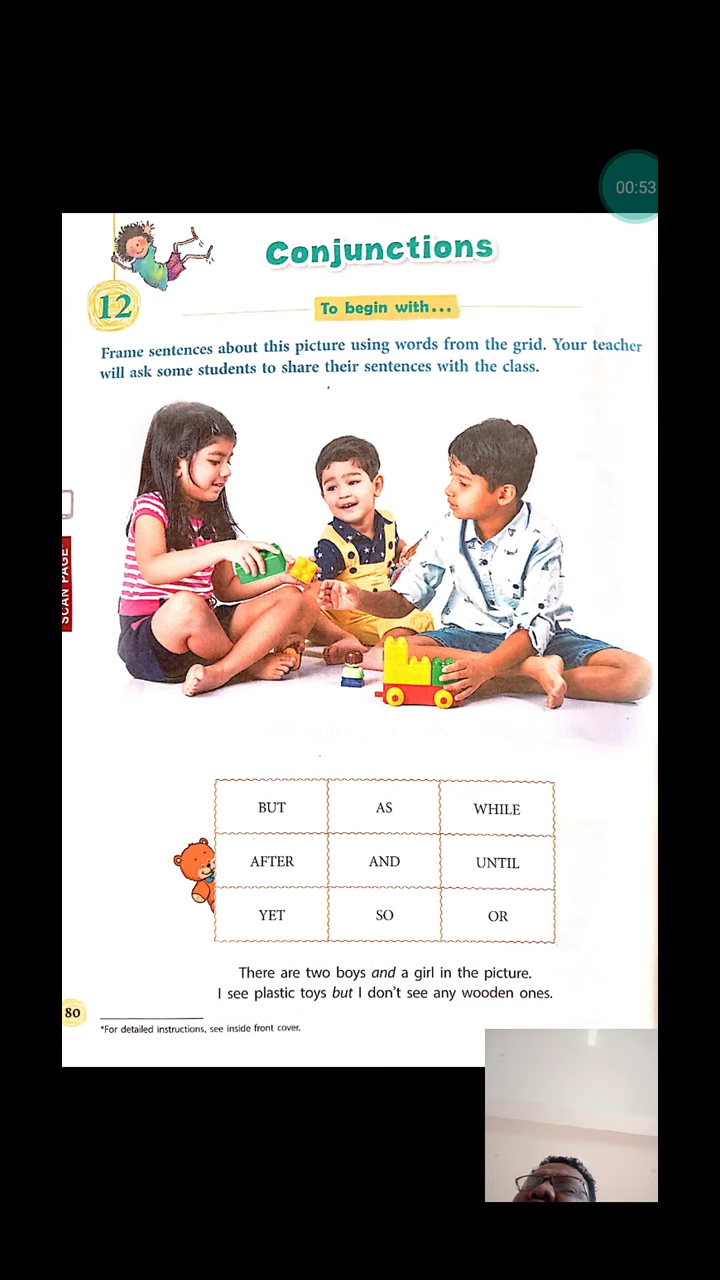 00:53
Conjunctions
12
To begin with...
Frame sentences about this picture using words from the grid. Your teacher
will ask some students to share their sentences with the class.
SCAN PAGE
BUT AS WHILE
AFTER AND UNTIL
YET SO OR
There are two boys and a girl in the picture.
I see plastic toys but I don't see any wooden ones.
80
*For detailed instructions, see inside front cover.